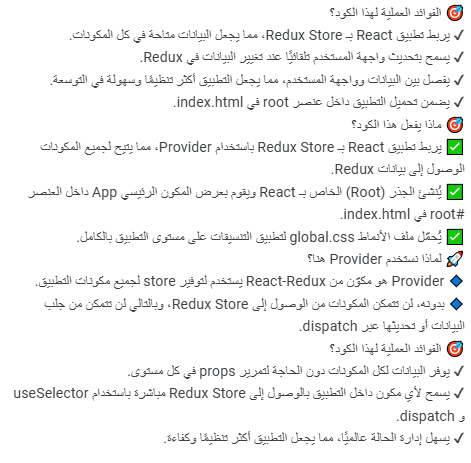 🎯 الفوائد العملية لهذا الكود؟
✔ يربط تطبيق React بـ Redux Store، مما يجعل البيانات متاحة في كل المكونات.
✔ يسمح بتحديث واجهة المستخدم تلقائيًا عند تغيير البيانات في Redux.
✔ يفصل بين البيانات وواجهة المستخدم، مما يجعل التطبيق أكثر تنظيمًا وسهولة في التوسعة.
✔ يضمن تحميل التطبيق داخل عنصر root في index.html.
🎯 ماذا يفعل هذا الكود؟
✅ يربط تطبيق React بـ Redux Store باستخدام Provider، مما يتيح لجميع المكونات
الوصول إلى بيانات Redux.
✅ يُنشئ الجذر (Root) الخاص بـ React ويقوم بعرض المكون الرئيسي App داخل العنصر
#root في index.html.
✅ يُحمّل ملف الأنماط global.css لتطبيق التنسيقات على مستوى التطبيق بالكامل.
🚀 لماذا نستخدم Provider هنا؟
🔹 Provider هو مكوّن من React-Redux يستخدم لتوفير store لجميع مكونات التطبيق.
🔹 بدونه، لن تتمكن المكونات من الوصول إلى Redux Store، وبالتالي لن تتمكن من جلب
البيانات أو تحديثها عبر dispatch.
🎯 الفوائد العملية لهذا الكود؟
✔ يوفر البيانات لكل المكونات دون الحاجة لتمرير props في كل مستوى.
✔ يسمح لأي مكون داخل التطبيق بالوصول إلى Redux Store مباشرة باستخدام useSelector
و dispatch.
✔ يسهل إدارة الحالة عالميًا، مما يجعل التطبيق أكثر تنظيمًا وكفاءة.